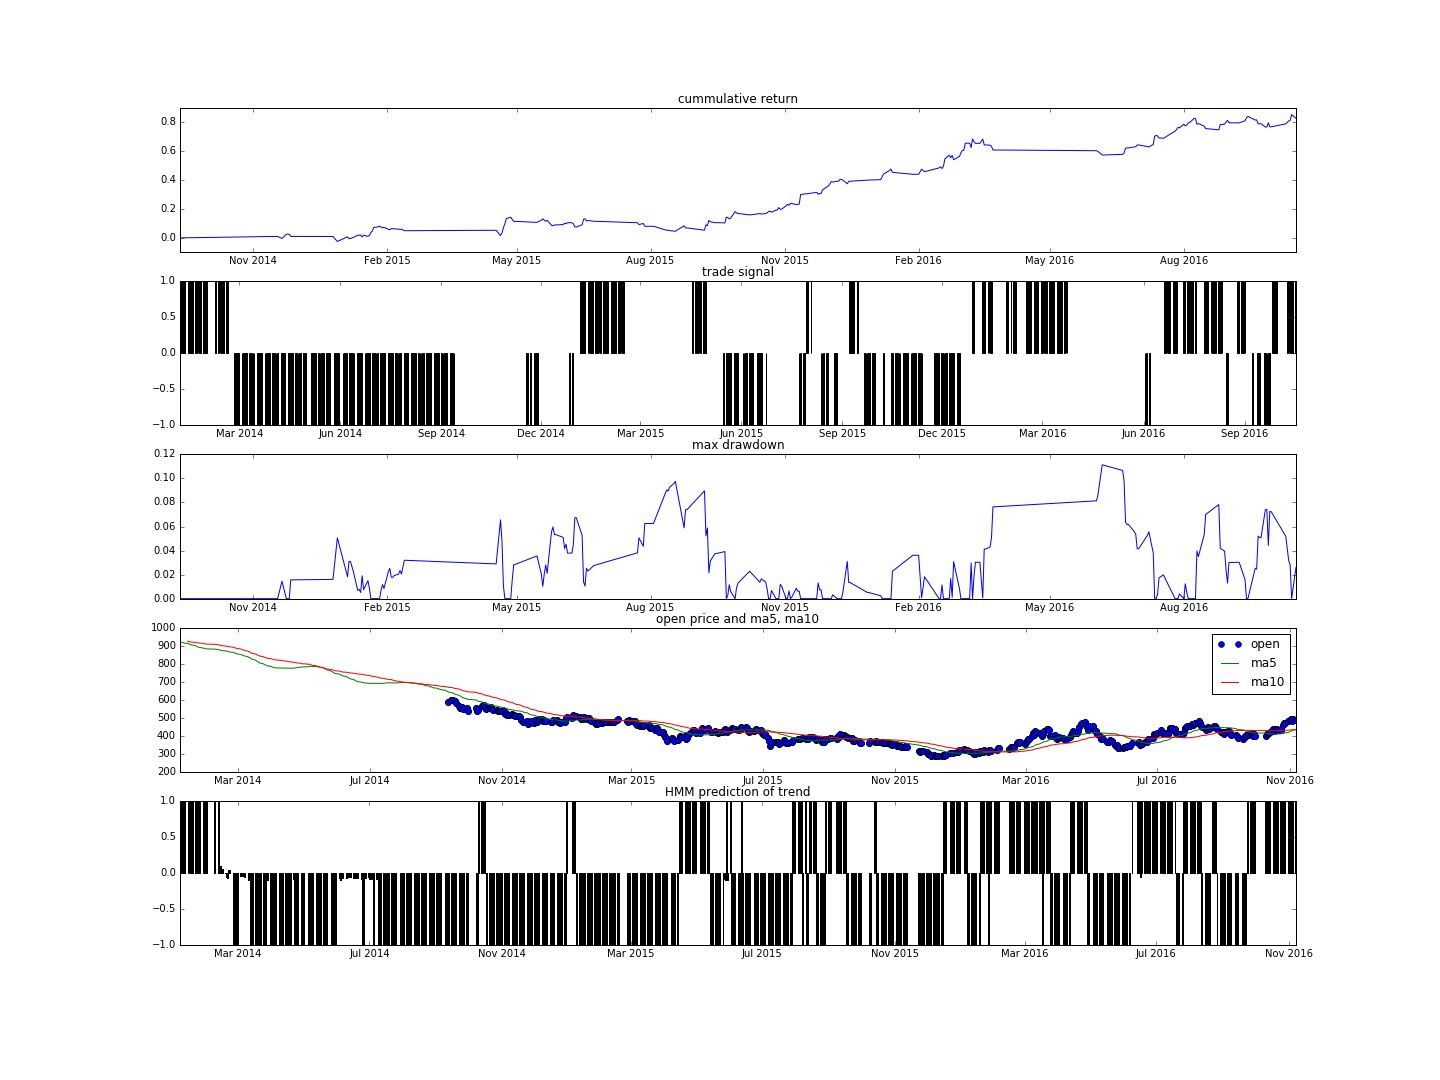 cummulative return
0.8
0.6
0.4
0.2
0.0
Nov 2014 Feb 2015 May 2015 Aug 2015 Nov 2015 Feb 2016 May 2016 Aug 2016
trade signal
1.0
0.5
0.0
−0.5
−1.0
Mar 2014 Jun 2014 Sep 2014 Dec 2014 Mar 2015 Jun 2015 Sep 2015 Dec 2015 Mar 2016 Jun 2016 Sep 2016
max drawdown
0.12
0.10
0.08
0.06
0.04
0.02
0.00
Nov 2014 Feb 2015 May 2015 Aug 2015 Nov 2015 Feb 2016 May 2016 Aug 2016
open price and ma5, ma10
1000
900
800
700
600
500
400
300
200
open
ma5
ma10
Mar 2014 Jul 2014 Nov 2014 Mar 2015 Jul 2015 Nov 2015 Mar 2016 Jul 2016 Nov 2016
HMM prediction of trend
1.0
0.5
0.0
−0.5
−1.0
Mar 2014 Jul 2014 Nov 2014 Mar 2015 Jul 2015 Nov 2015 Mar 2016 Jul 2016 Nov 2016